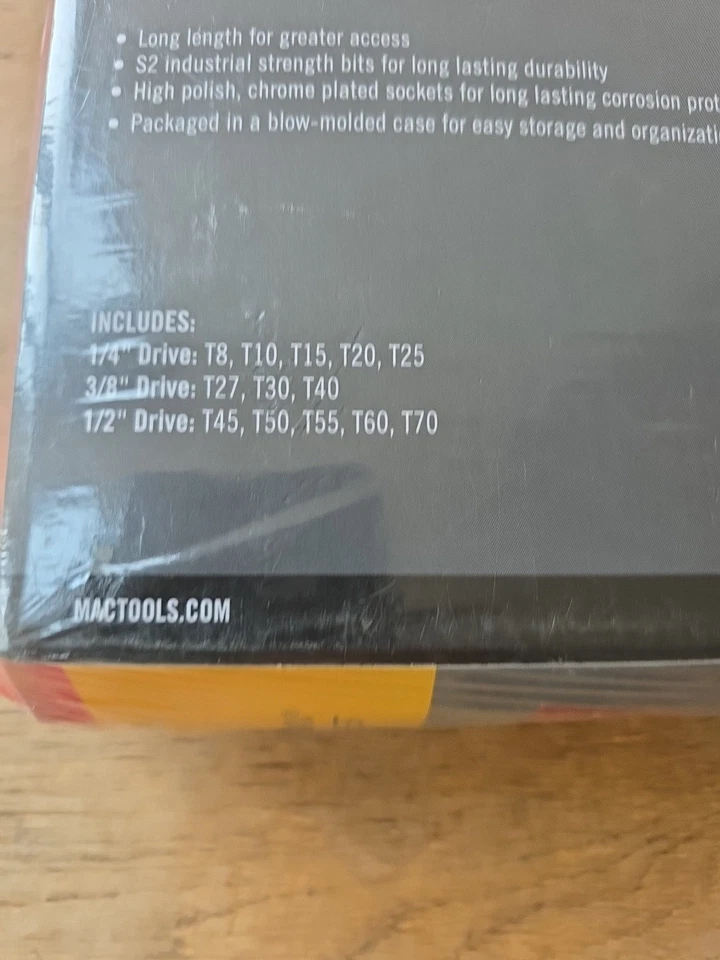 • Long length for greater access
• S2 industrial strength bits for long lasting durability
• High polish, chrome plated sockets for long lasting corrosion prot
• Packaged in a blow-molded case for easy storage and organizati
INCLUDES:
1/4" Drive: T8, T10, T15, T20, T25
3/8" Drive: T27, T30, T40
1/2" Drive: T45, T50, T55, T60, T70
MACTOOLS.COM